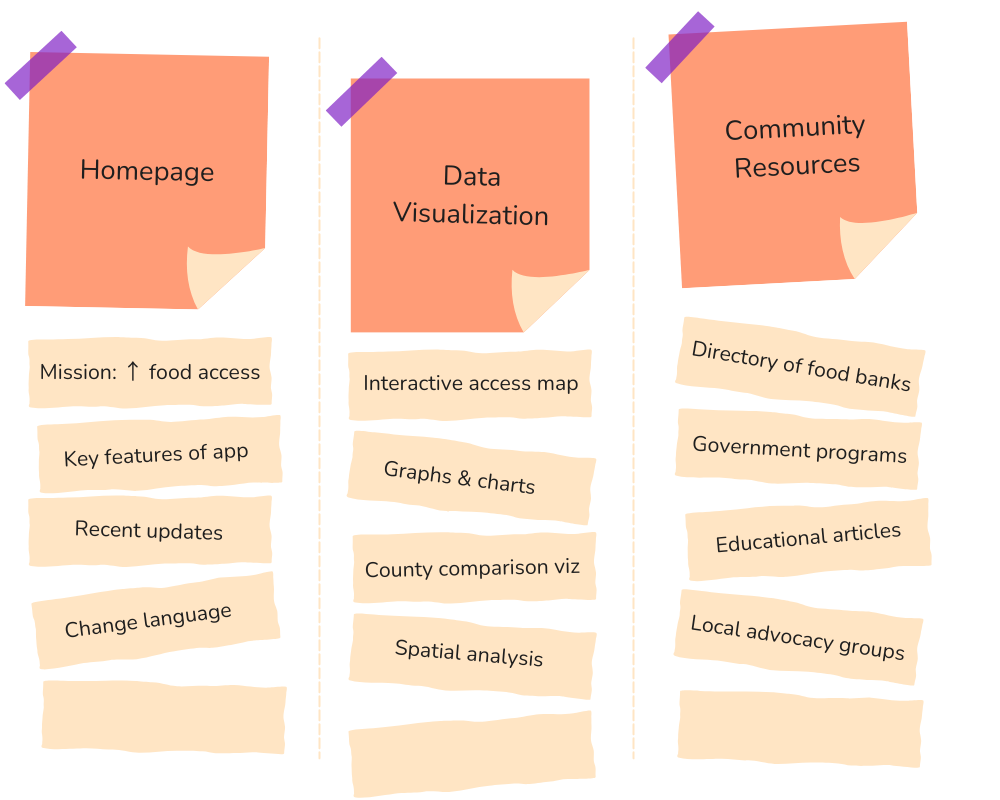 Homepage
Mission: ↑ food access
Key features of app
Recent updates
Change language
Data
Visualization
Interactive access map
Graphs & charts
County comparison viz
Spatial analysis
Community
Resources
Directory of food banks
Government programs
Educational articles
Local advocacy groups